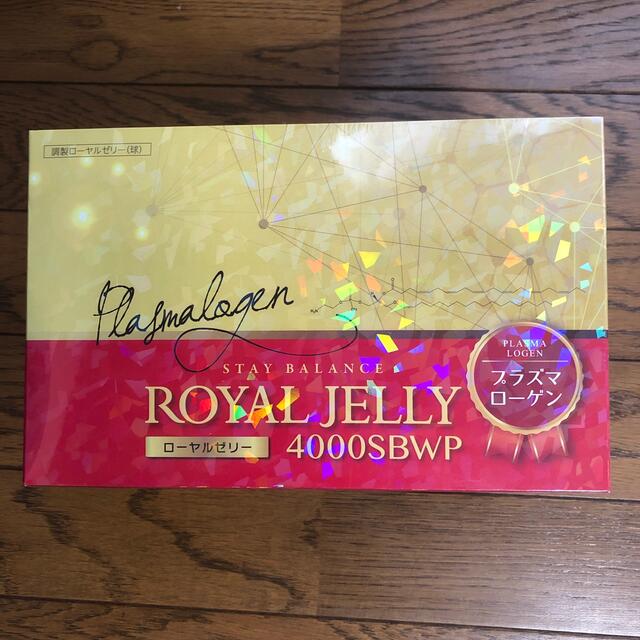 調製ローヤルゼリー(球)
Plasmalogen
STAY BALANCE
ROYAL JELLY
ローヤルゼリー 4000SBWP
PLASMA
LOGEN
プラズマ
ローゲン